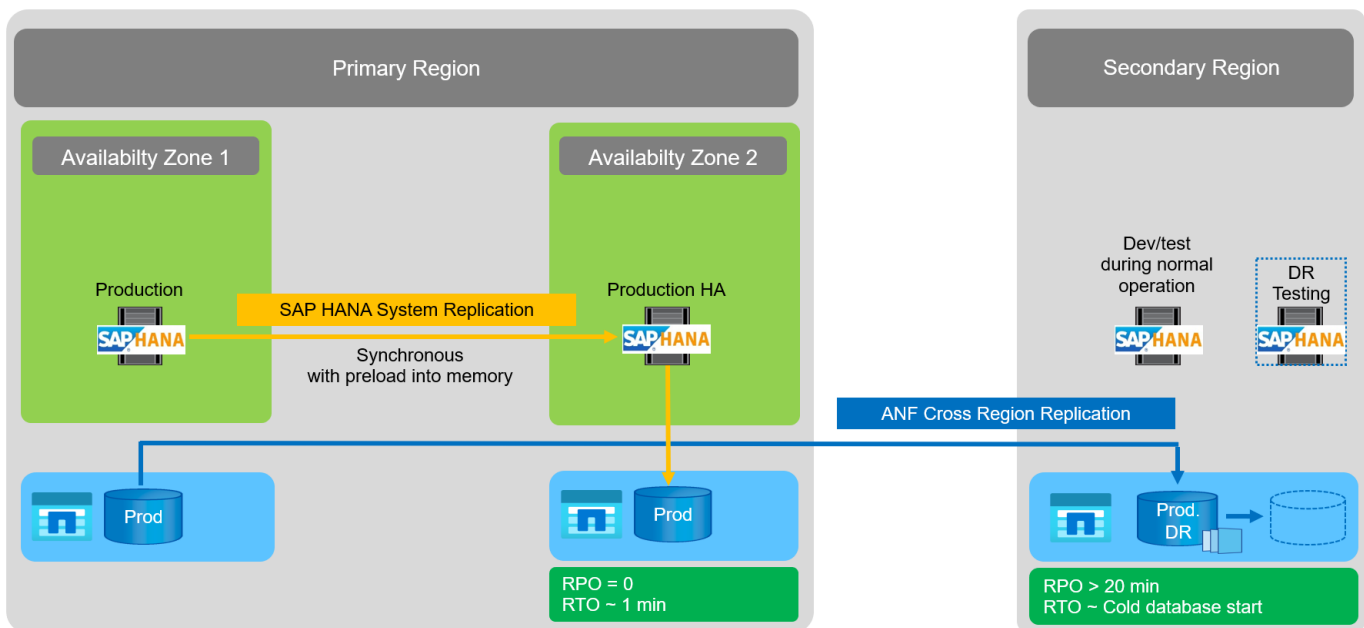 Primary Region
Secondary Region
Availabilty Zone 1
Availabilty Zone 2
Production
SAP HANA
SAP HANA System Replication
Synchronous
with preload into memory
Production HA
SAP HANA
Dev/test
during normal
operation
SAP HANA
DR
Testing
SAP HANA
ANF Cross Region Replication
Prod
Prod
Prod.
DR
RPO = 0
RTO ~ 1 min
RPO > 20 min
RTO ~ Cold database start